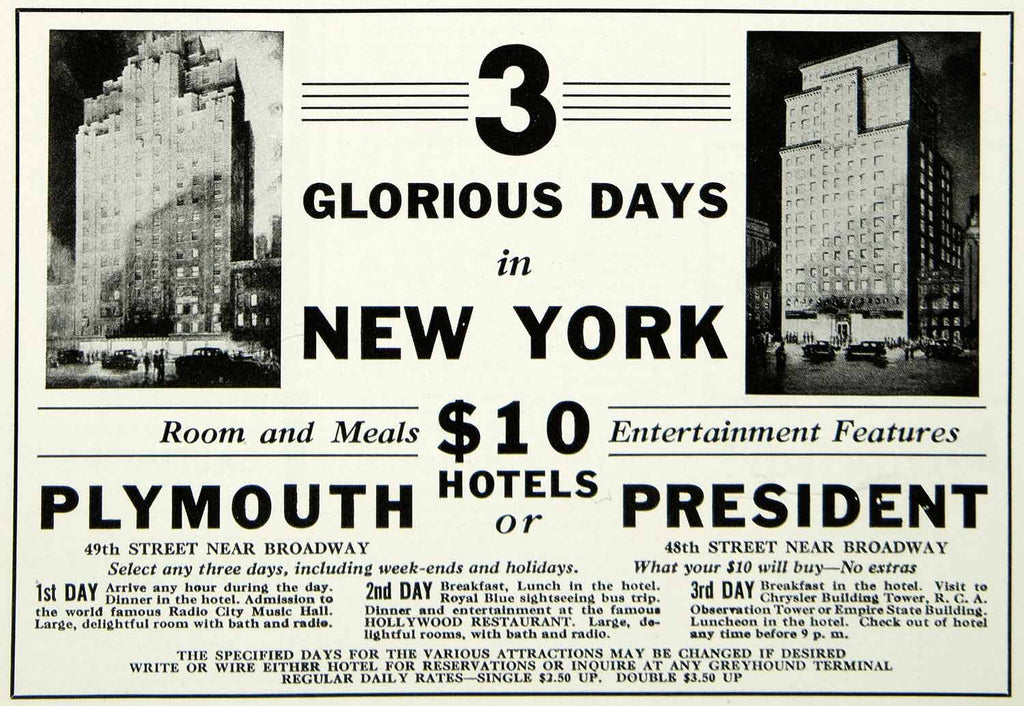 3
GLORIOUS DAYS
in
NEW YORK
Room and Meals $10 Entertainment Features
HOTELS
PLYMOUTH or PRESIDENT
49th STREET NEAR BROADWAY
48th STREET NEAR BROADWAY
Select any three days, including week-ends and holidays.
What your $10 will buy—No extras
1st DAY Arrive any hour during the day.
Dinner in the hotel. Admission to
the world famous Radio City Music Hall.
Large, delightful room with bath and radio.
2nd DAY Breakfast, Lunch in the hotel.
Royal Blue sightseeing bus trip.
Dinner and entertainment at the famous
HOLLYWOOD RESTAURANT. Large, de-
lightful rooms, with bath and radio.
3rd DAY Breakfast in the hotel. Visit to
Chrysler Building Tower, R. C. A.
Observation Tower or Empire State Building.
Luncheon in the hotel. Check out of hotel
any time before 9 p. m.
THE SPECIFIED DAYS FOR THE VARIOUS ATTRACTIONS MAY BE CHANGED IF DESIRED
WRITE OR WIRE EITHER HOTEL FOR RESERVATIONS OR INQUIRE AT ANY GREYHOUND TERMINAL
REGULAR DAILY RATES—SINGLE $2.50 UP. DOUBLE $3.50 UP